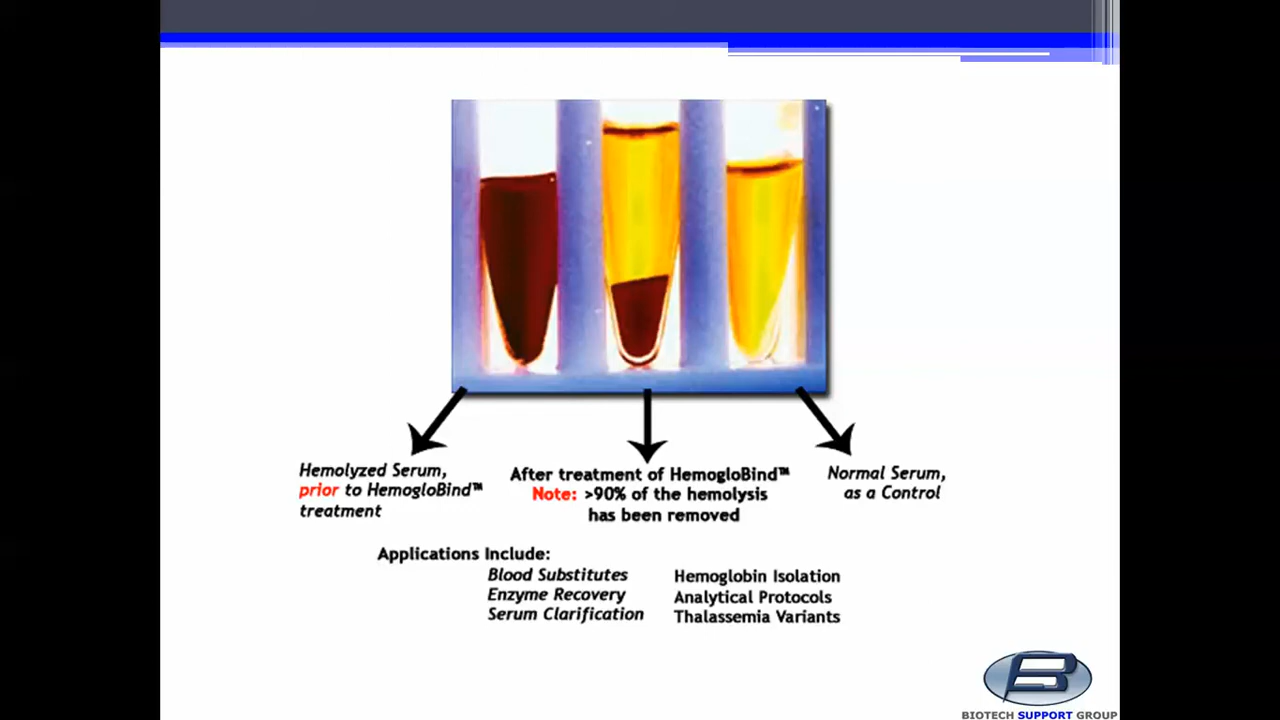 Hemolyzed Serum,
prior to HemogloBind™
treatment
After treatment of HemogloBind™
Note: >90% of the hemolysis
has been removed
Normal Serum,
as a Control
Applications Include:
Blood Substitutes
Enzyme Recovery
Serum Clarification
Hemoglobin Isolation
Analytical Protocols
Thalassemia Variants
BIOTECH SUPPORT GROUP